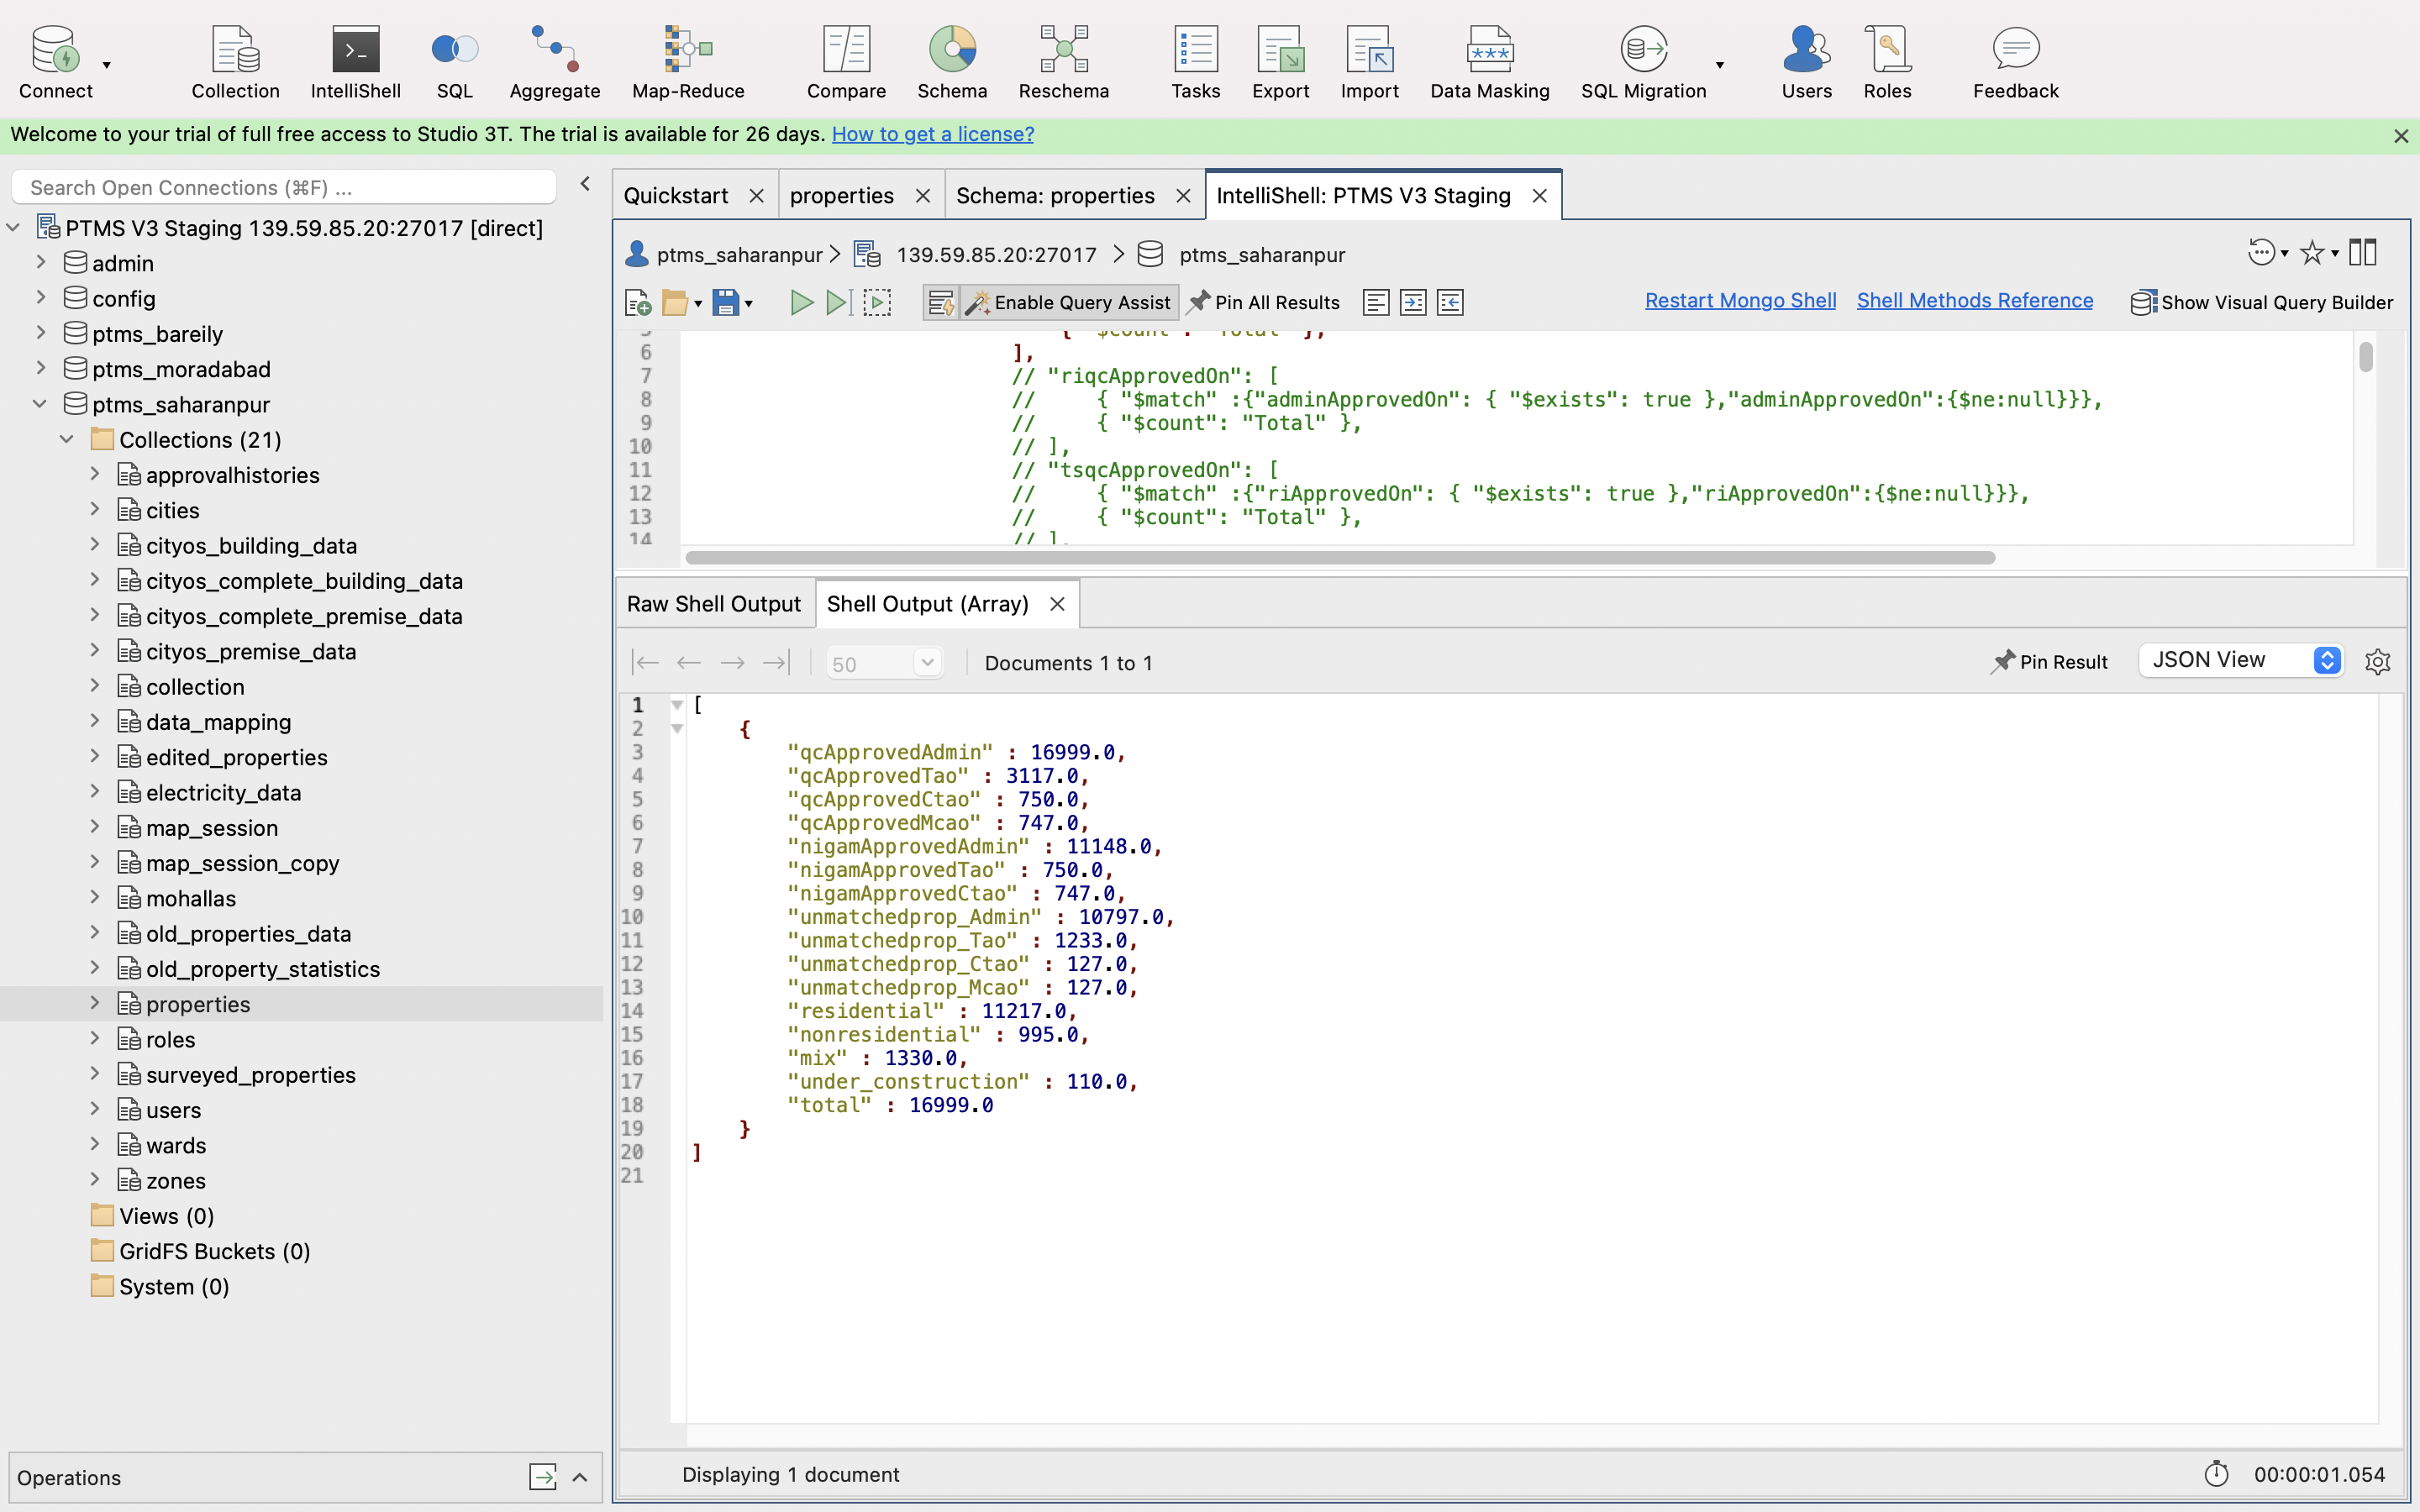 Connect
Collection
IntelliShell
SQL
Aggregate
Map-Reduce
Compare
Schema
Reschema
Tasks
Export
Import
Data Masking
SQL Migration
Users
Roles
Feedback
Welcome to your trial of full free access to Studio 3T. The trial is available for 26 days. How to get a license?
Search Open Connections (⌘F) ...
PTMS V3 Staging 139.59.85.20:27017 [direct]
admin
config
ptms_bareily
ptms_moradabad
ptms_saharanpur
Collections (21)
approvalhistories
cities
cityos_building_data
cityos_complete_building_data
cityos_complete_premise_data
cityos_premise_data
collection
data_mapping
edited_properties
electricity_data
map_session
map_session_copy
mohallas
old_properties_data
old_property_statistics
properties
roles
surveyed_properties
users
wards
zones
Views (0)
GridFS Buckets (0)
System (0)
Operations
Quickstart
properties
Schema: properties
IntelliShell: PTMS V3 Staging
ptms_saharanpur > 139.59.85.20:27017 > ptms_saharanpur
Enable Query Assist
Pin All Results
Restart Mongo Shell
Shell Methods Reference
Show Visual Query Builder
5 { "$count": "Total" },
6 ],
7 // "riqcApprovedOn": [
8 // { "$match" :{"adminApprovedOn": { "$exists": true },"adminApprovedOn":{$ne:null}}},
9 // { "$count": "Total" },
10 // ],
11 // "tsqcApprovedOn": [
12 // { "$match" :{"riApprovedOn": { "$exists": true },"riApprovedOn":{$ne:null}}},
13 // { "$count": "Total" },
14 // ],
Raw Shell Output
Shell Output (Array)
50
Documents 1 to 1
Pin Result
JSON View
1 [
2 {
3 "qcApprovedAdmin" : 16999.0,
4 "qcApprovedTao" : 3117.0,
5 "qcApprovedCtao" : 750.0,
6 "qcApprovedMcao" : 747.0,
7 "nigamApprovedAdmin" : 11148.0,
8 "nigamApprovedTao" : 750.0,
9 "nigamApprovedCtao" : 747.0,
10 "unmatchedprop_Admin" : 10797.0,
11 "unmatchedprop_Tao" : 1233.0,
12 "unmatchedprop_Ctao" : 127.0,
13 "unmatchedprop_Mcao" : 127.0,
14 "residential" : 11217.0,
15 "nonresidential" : 995.0,
16 "mix" : 1330.0,
17 "under_construction" : 110.0,
18 "total" : 16999.0
19 }
20 ]
21
Displaying 1 document
00:00:01.054